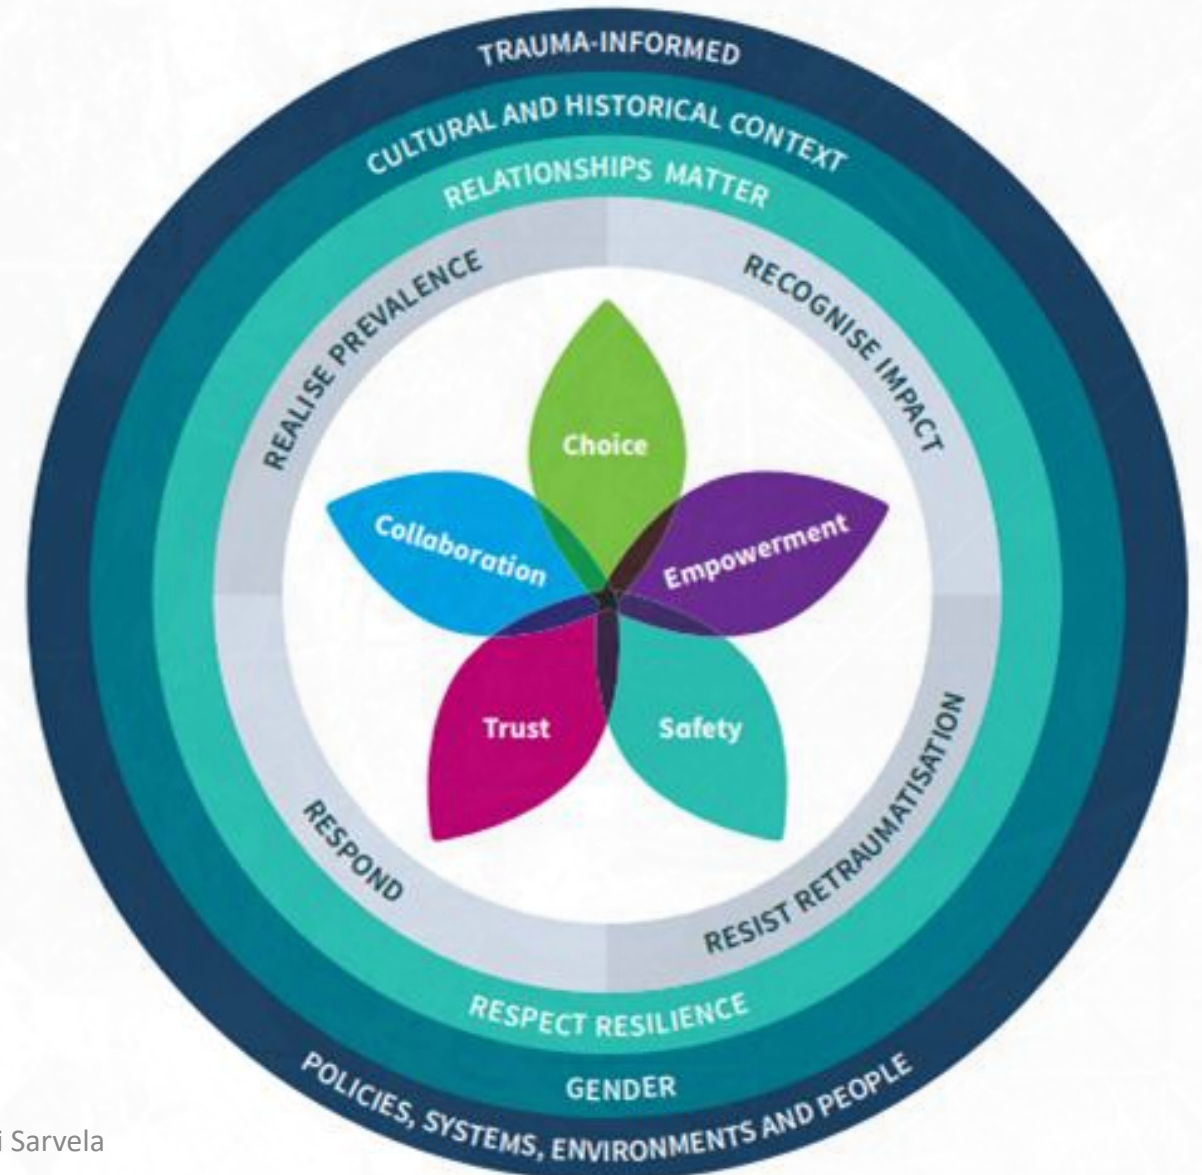 TRAUMA-INFORMED
CULTURAL AND HISTORICAL CONTEXT
RELATIONSHIPS MATTER
REALISE PREVALENCE
RECOGNISE IMPACT
Choice
Collaboration
Empowerment
Trust
Safety
RESPOND
RESIST RETRAUMATISATION
RESPECT RESILIENCE
GENDER
POLICIES, SYSTEMS, ENVIRONMENTS AND PEOPLE
i Sarvela